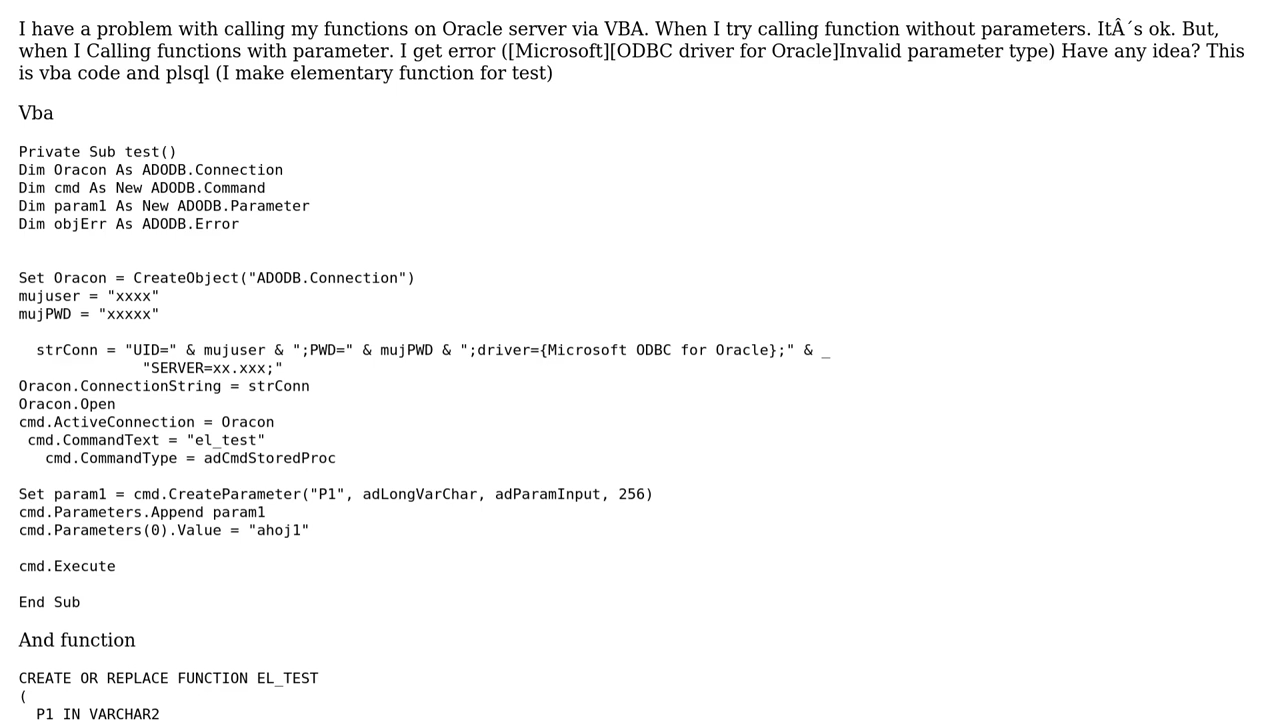 I have a problem with calling my functions on Oracle server via VBA. When I try calling function without parameters. ItÂ´s ok. But,
when I Calling functions with parameter. I get error ([Microsoft][ODBC driver for Oracle]Invalid parameter type) Have any idea? This
is vba code and plsql (I make elementary function for test)
Vba
Private Sub test()
Dim Oracon As ADODB.Connection
Dim cmd As New ADODB.Command
Dim param1 As New ADODB.Parameter
Dim objErr As ADODB.Error
Set Oracon = CreateObject("ADODB.Connection")
mujuser = "xxxx"
mujPWD = "xxxxx"
  strConn = "UID=" & mujuser & ";PWD=" & mujPWD & ";driver={Microsoft ODBC for Oracle};" & _
              "SERVER=xx.xxx;"
Oracon.ConnectionString = strConn
Oracon.Open
cmd.ActiveConnection = Oracon
 cmd.CommandText = "el_test"
   cmd.CommandType = adCmdStoredProc
Set param1 = cmd.CreateParameter("P1", adLongVarChar, adParamInput, 256)
cmd.Parameters.Append param1
cmd.Parameters(0).Value = "ahoj1"
cmd.Execute
End Sub
And function
CREATE OR REPLACE FUNCTION EL_TEST
(
  P1 IN VARCHAR2